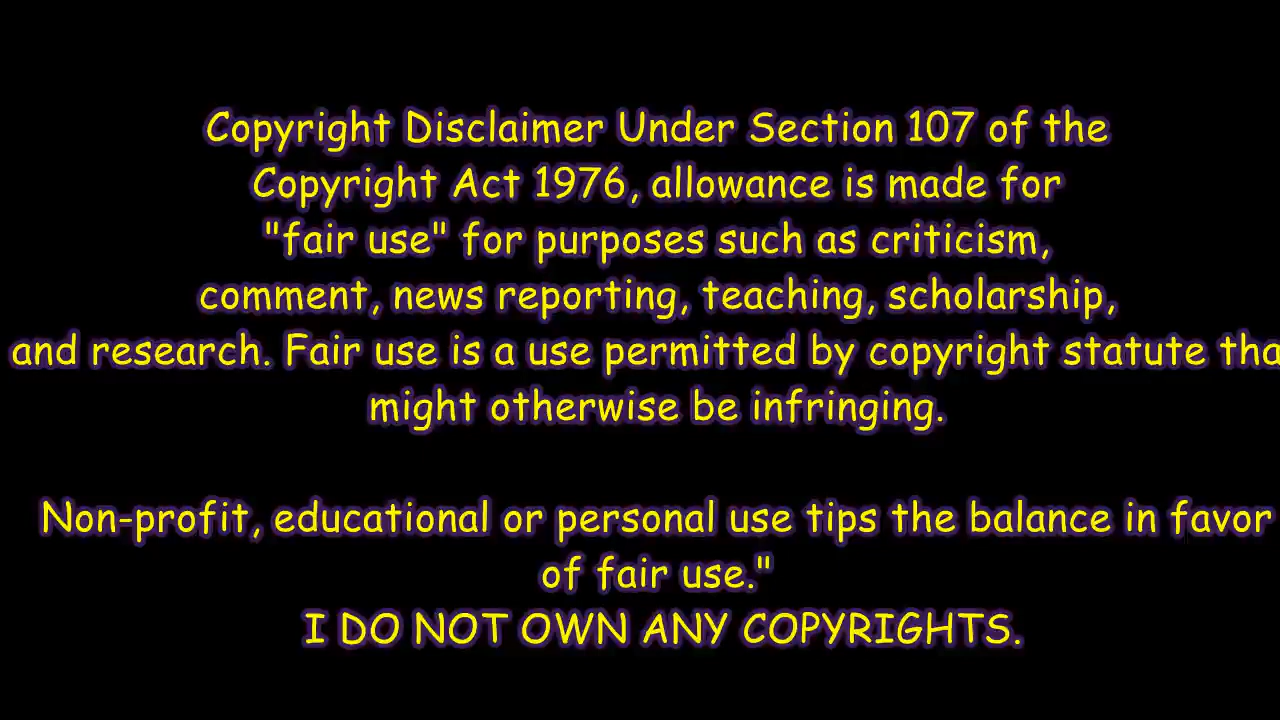 Copyright Disclaimer Under Section 107 of the
Copyright Act 1976, allowance is made for
"fair use" for purposes such as criticism,
comment, news reporting, teaching, scholarship,
and research. Fair use is a use permitted by copyright statute tha
might otherwise be infringing.
Non-profit, educational or personal use tips the balance in favor
of fair use."
I DO NOT OWN ANY COPYRIGHTS.